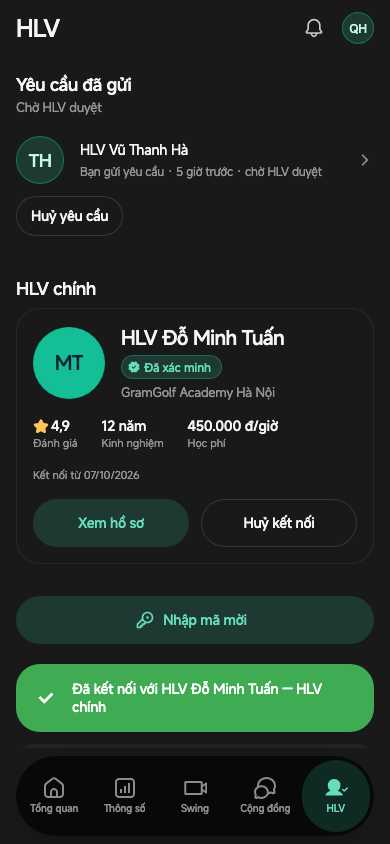 HLV
QH
Yêu cầu đã gửi
Chờ HLV duyệt
TH
HLV Vũ Thanh Hà
Bạn gửi yêu cầu · 5 giờ trước · chờ HLV duyệt
Huỷ yêu cầu
HLV chính
MT
HLV Đỗ Minh Tuấn
Đã xác minh
GramGolf Academy Hà Nội
4,9
12 năm
450.000 đ/giờ
Đánh giá
Kinh nghiệm
Học phí
Kết nối từ 07/10/2026
Xem hồ sơ
Huỷ kết nối
Nhập mã mời
Đã kết nối với HLV Đỗ Minh Tuấn — HLV
chính
Tổng quan
Thông số
Swing
Cộng đồng
HLV